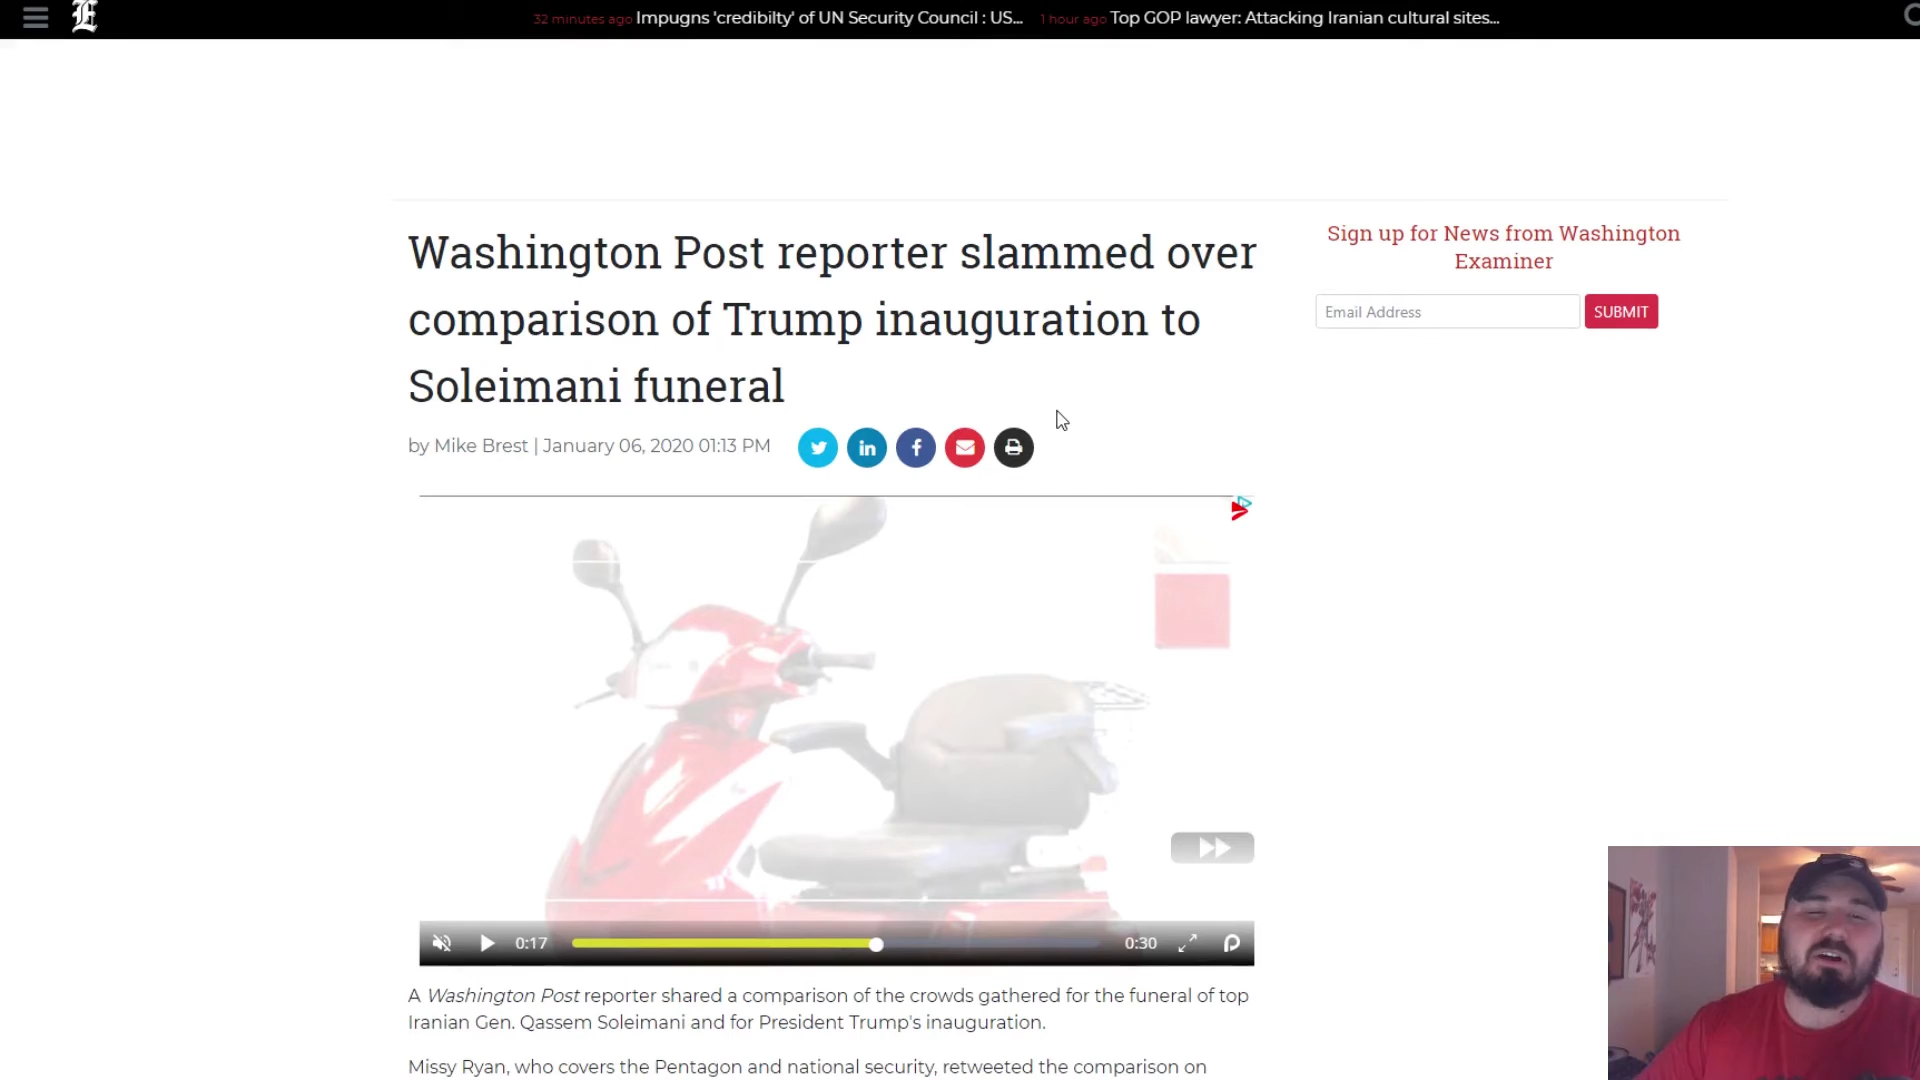 E
32 minutes ago Impugns 'credibilty' of UN Security Council : US... 1 hour ago Top GOP lawyer: Attacking Iranian cultural sites...
Washington Post reporter slammed over
comparison of Trump inauguration to
Soleimani funeral
by Mike Brest | January 06, 2020 01:13 PM
Sign up for News from Washington
Examiner
Email Address
SUBMIT
0:17
0:30
A Washington Post reporter shared a comparison of the crowds gathered for the funeral of top
Iranian Gen. Qassem Soleimani and for President Trump's inauguration.
Missy Ryan, who covers the Pentagon and national security, retweeted the comparison on